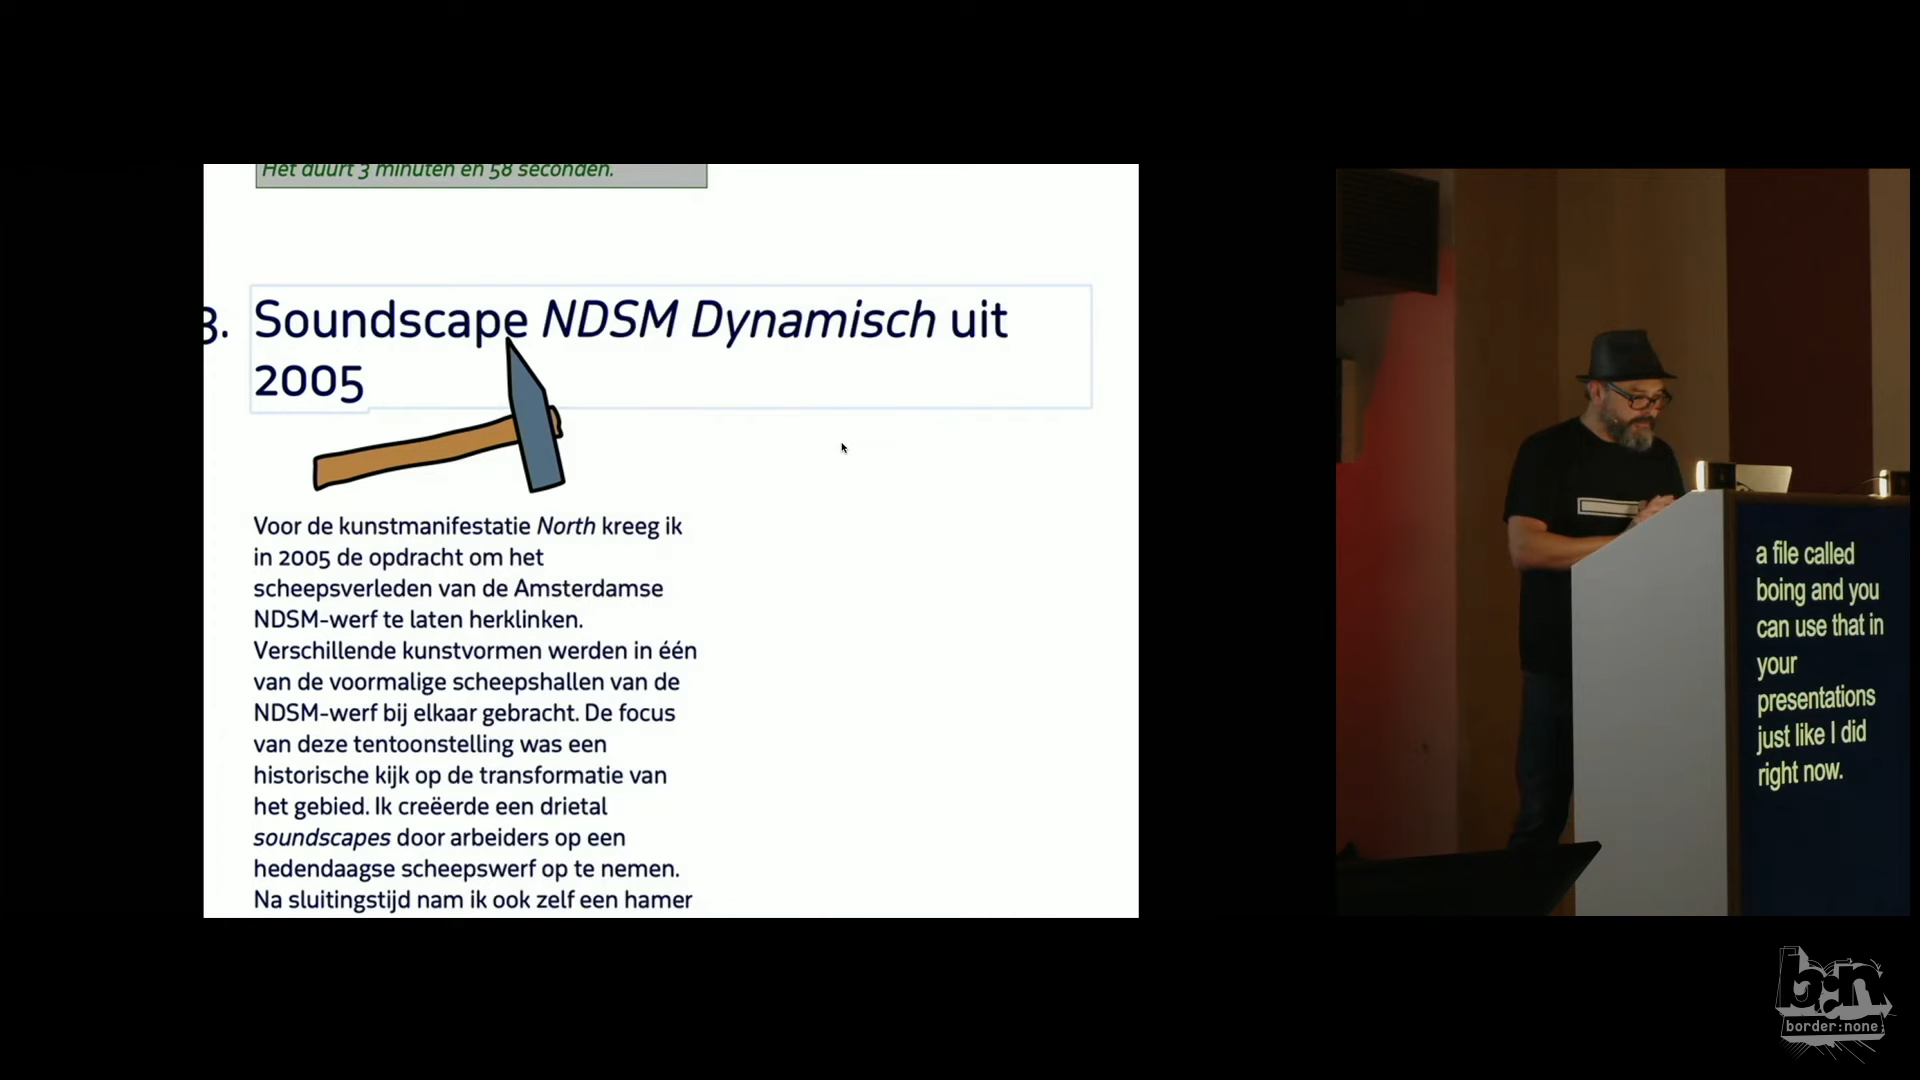 Het duurt 3 minuten en 58 seconden.
3. Soundscape NDSM Dynamisch uit
2005
Voor de kunstmanifestatie North kreeg ik
in 2005 de opdracht om het
scheepsverleden van de Amsterdamse
NDSM-werf te laten herklinken.
Verschillende kunstvormen werden in één
van de voormalige scheepshallen van de
NDSM-werf bij elkaar gebracht. De focus
van deze tentoonstelling was een
historische kijk op de transformatie van
het gebied. Ik creëerde een drietal
soundscapes door arbeiders op een
hedendaagse scheepswerf op te nemen.
Na sluitingstijd nam ik ook zelf een hamer
a file called
boing and you
can use that in
your
presentations
just like I did
right now.
b:n
border:none;